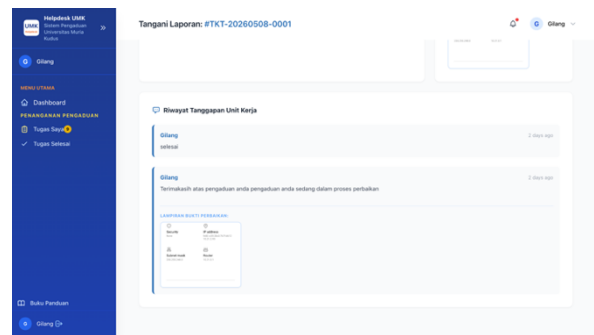 UMK
Helpdesk UMK
Sistem Pengaduan
Universitas Muria
Kudus
»
G Gilang
MENU UTAMA
Dashboard
PENANGANAN PENGADUAN
Tugas Saya
Tugas Selesai
Buku Panduan
G Gilang
Tangani Laporan: #TKT-20260508-0001
G Gilang
Riwayat Tanggapan Unit Kerja
Gilang 2 days ago
selesai
Gilang 2 days ago
Terimakasih atas pengaduan anda pengaduan anda sedang dalam proses perbaikan
LAMPIRAN BUKTI PERBAIKAN:
Security IP address